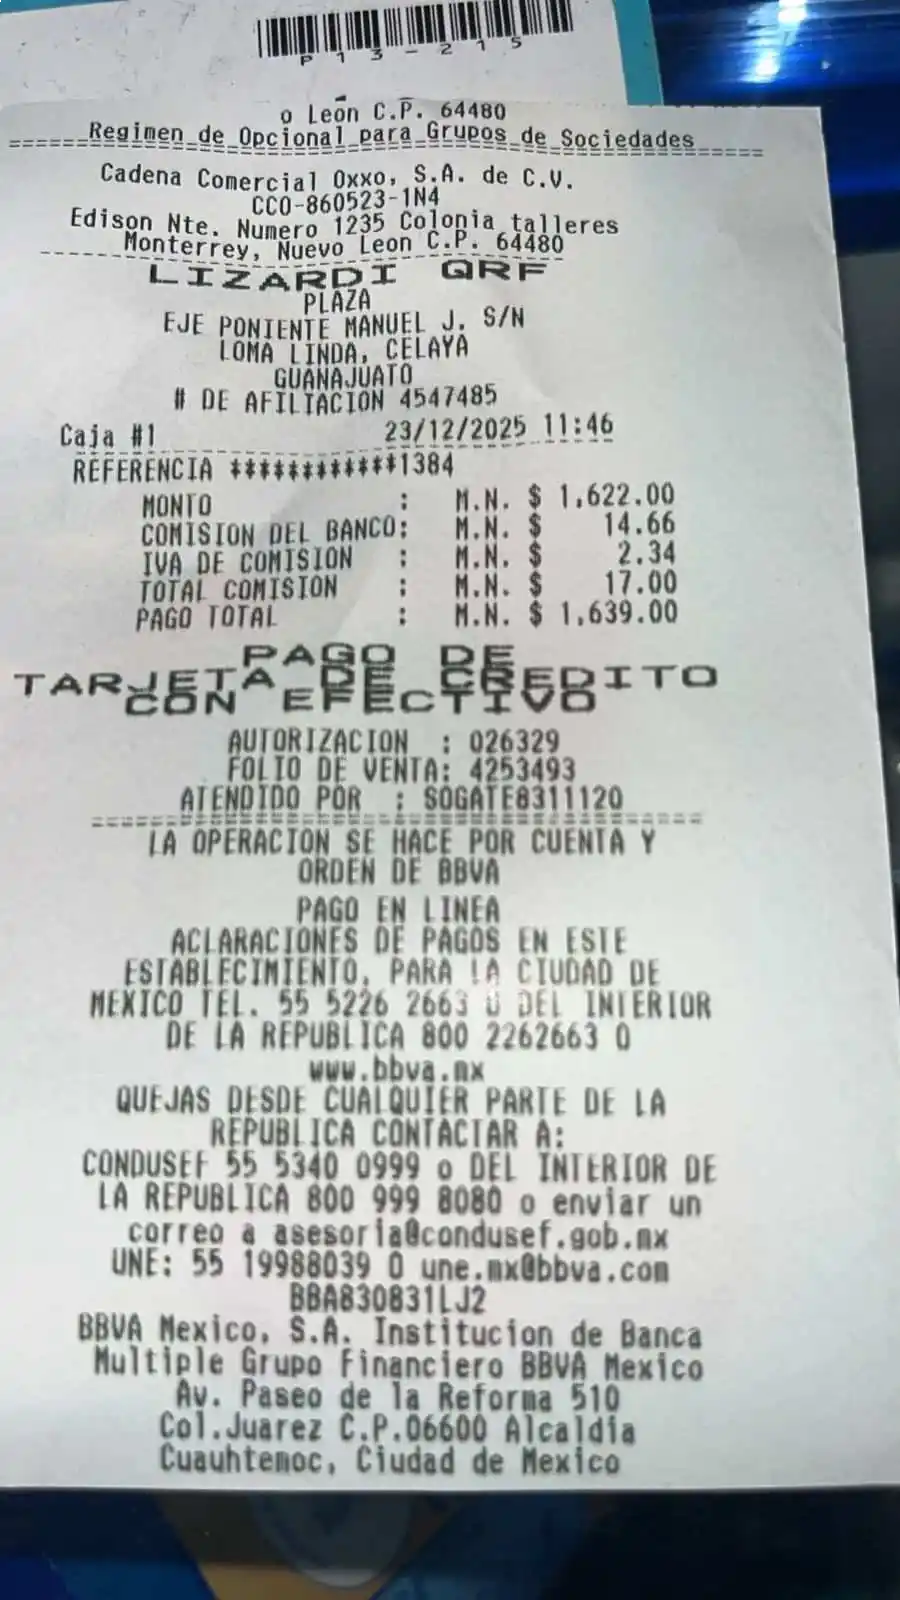 P13-215
o León C.P. 64480
Regimen de Opcional para Grupos de Sociedades
Cadena Comercial Oxxo, S.A. de C.V.
CCO-860523-1N4
Edison Nte. Numero 1235 Colonia talleres
Monterrey, Nuevo Leon C.P. 64480
LIZARDI QRF
PLAZA
EJE PONIENTE MANUEL J. S/N
LOMA LINDA, CELAYA
GUANAJUATO
# DE AFILIACION 4547485
Caja #1 23/12/2025 11:46
REFERENCIA ************1384
MONTO : M.N. $ 1,622.00
COMISION DEL BANCO: M.N. $ 14.66
IVA DE COMISION : M.N. $ 2.34
TOTAL COMISION : M.N. $ 17.00
PAGO TOTAL : M.N. $ 1,639.00
PAGO DE
TARJETA DE CREDITO
CON EFECTIVO
AUTORIZACION : 026329
FOLIO DE VENTA: 4253493
ATENDIDO POR : SOGATE8311120
LA OPERACION SE HACE POR CUENTA Y
ORDEN DE BBVA
PAGO EN LINEA
ACLARACIONES DE PAGOS EN ESTE
ESTABLECIMIENTO, PARA LA CIUDAD DE
MEXICO TEL. 55 5226 2663 O DEL INTERIOR
DE LA REPUBLICA 800 2262663 O
www.bbva.mx
QUEJAS DESDE CUALQUIER PARTE DE LA
REPUBLICA CONTACTAR A:
CONDUSEF 55 5340 0999 o DEL INTERIOR DE
LA REPUBLICA 800 999 8080 o enviar un
correo a asesoria@condusef.gob.mx
UNE: 55 19988039 O une.mx@bbva.com
BBA830831LJ2
BBVA Mexico, S.A. Institucion de Banca
Multiple Grupo Financiero BBVA Mexico
Av. Paseo de la Reforma 510
Col.Juarez C.P.06600 Alcaldia
Cuauhtemoc, Ciudad de Mexico